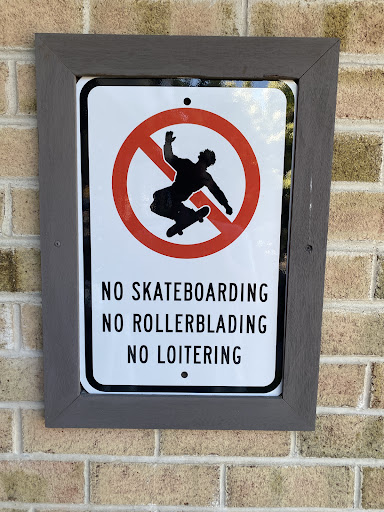 NO SKATEBOARDING
NO ROLLERBLADING
NO LOITERING